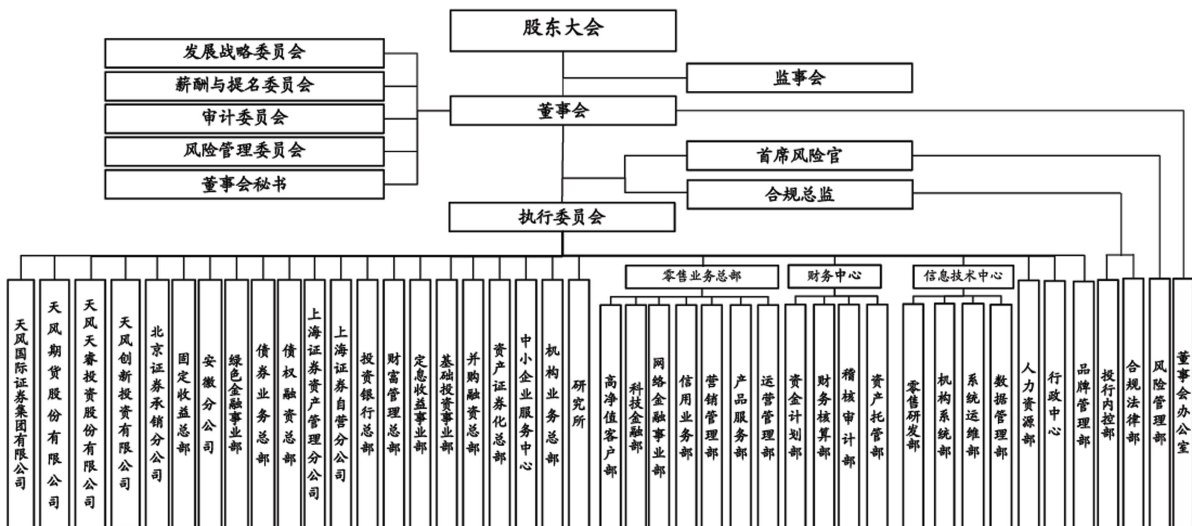 股东大会
发展战略委员会
薪酬与提名委员会
监事会
董事会
审计委员会
风险管理委员会
首席风险官
董事会秘书
合规总监
执行委员会
零售业务总部
财务中心
信息技术中心
天风国际证券集团有限公司
天风期货股份有限公司
天风天睿投资股份有限公司
天风创新投资有限公司
北京证券承销分公司
固定收益总部
安徽分公司
绿色金融事业部
债券业务总部
债权融资总部
上海证券资产管理分公司
上海证券自营分公司
投资银行总部
财富管理总部
定息收益事业部
基础投资事业部
并购融资总部
资产证券化总部
中小企业服务中心
机构业务总部
研究所
高净值客户部
科技金融部
网络金融事业部
信用业务部
营销管理部
产品服务部
运营管理部
资金计划部
财务核算部
稽核审计部
资产托管部
零售研发部
机构系统部
系统运维部
数据管理部
人力资源部
行政中心
品牌管理部
投行内控部
合规法律部
风险管理部
董事会办公室